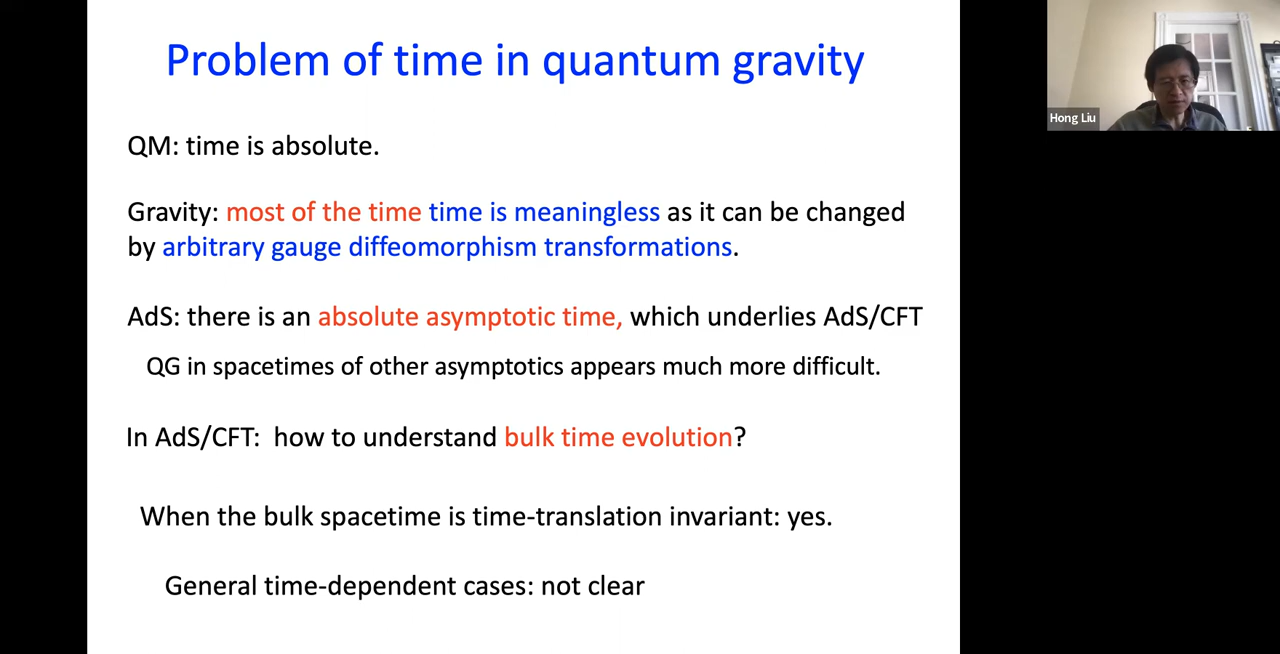 Problem of time in quantum gravity
Hong Liu
QM: time is absolute.
Gravity: most of the time time is meaningless as it can be changed
by arbitrary gauge diffeomorphism transformations.
AdS: there is an absolute asymptotic time, which underlies AdS/CFT
QG in spacetimes of other asymptotics appears much more difficult.
In AdS/CFT: how to understand bulk time evolution?
When the bulk spacetime is time-translation invariant: yes.
General time-dependent cases: not clear